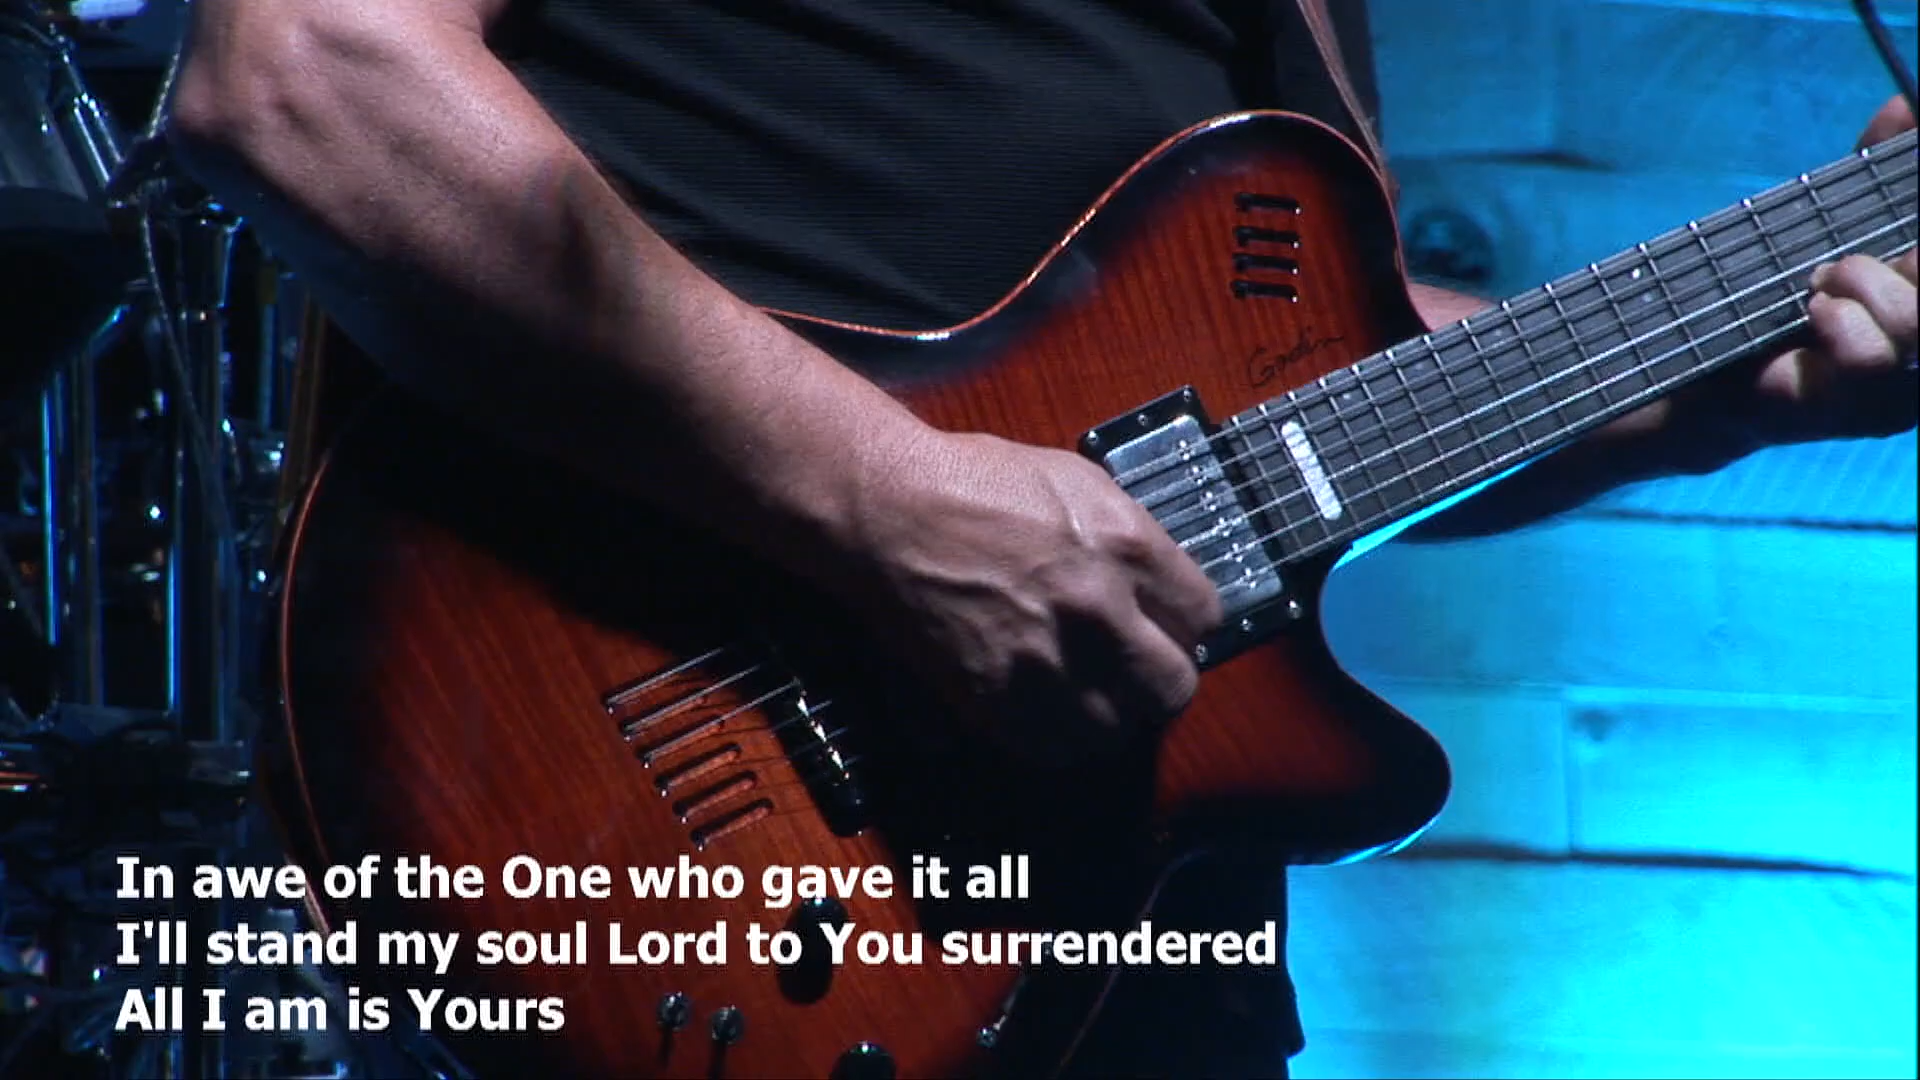 Godin
In awe of the One who gave it all
I'll stand my soul Lord to You surrendered
All I am is Yours